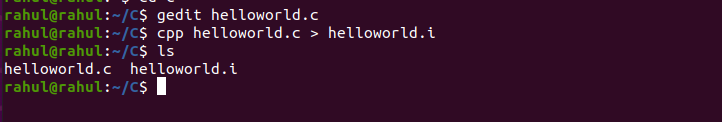 rahul@rahul:~/C$ gedit helloworld.c
rahul@rahul:~/C$ cpp helloworld.c > helloworld.i
rahul@rahul:~/C$ ls
helloworld.c  helloworld.i
rahul@rahul:~/C$